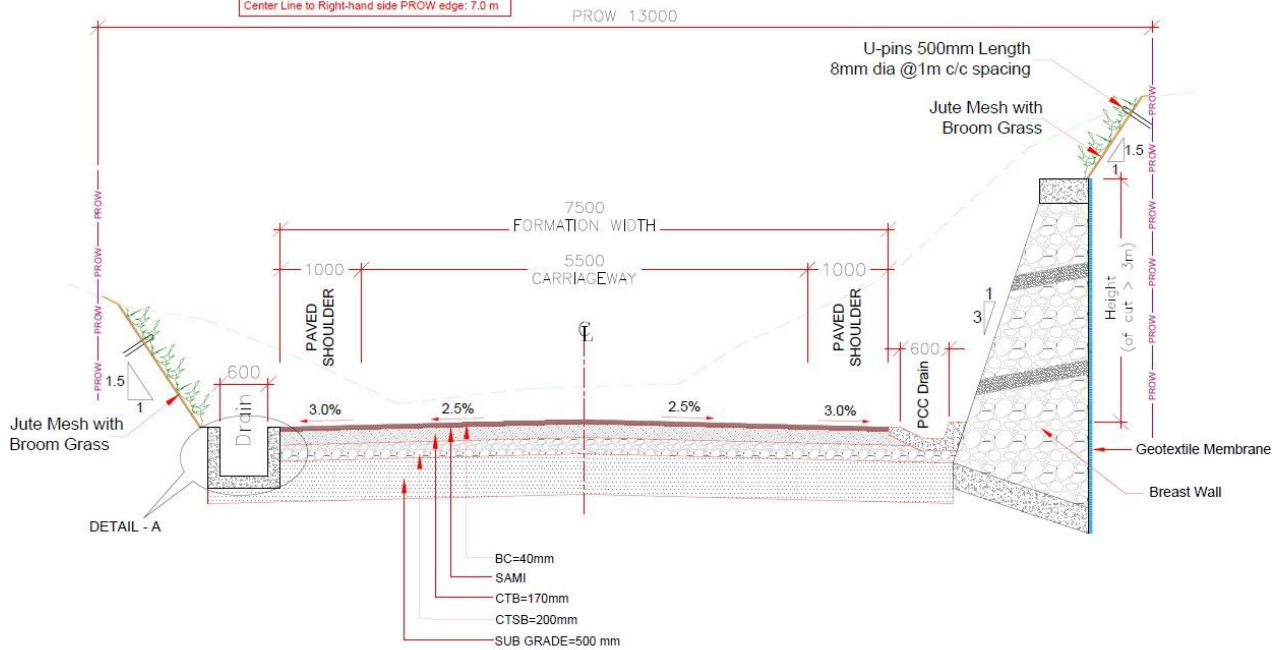 Center Line to Right-hand side PROW edge: 7.0 m
PROW 13000
U-pins 500mm Length
8mm dia @1m c/c spacing
Jute Mesh with
Broom Grass
1.5
1
PROW
PROW
PROW
PROW
PROW
PROW
PROW
PROW
7500
FORMATION WIDTH
1000
5500
CARRIAGEWAY
1000
PAVED
SHOULDER
PAVED
SHOULDER
CL
1
3
Height
(of cut > 3m)
600
Drain
600
PCC Drain
1.5
1
3.0%
2.5%
2.5%
3.0%
Jute Mesh with
Broom Grass
Geotextile Membrane
Breast Wall
DETAIL - A
BC=40mm
SAMI
CTB=170mm
CTSB=200mm
SUB GRADE=500 mm